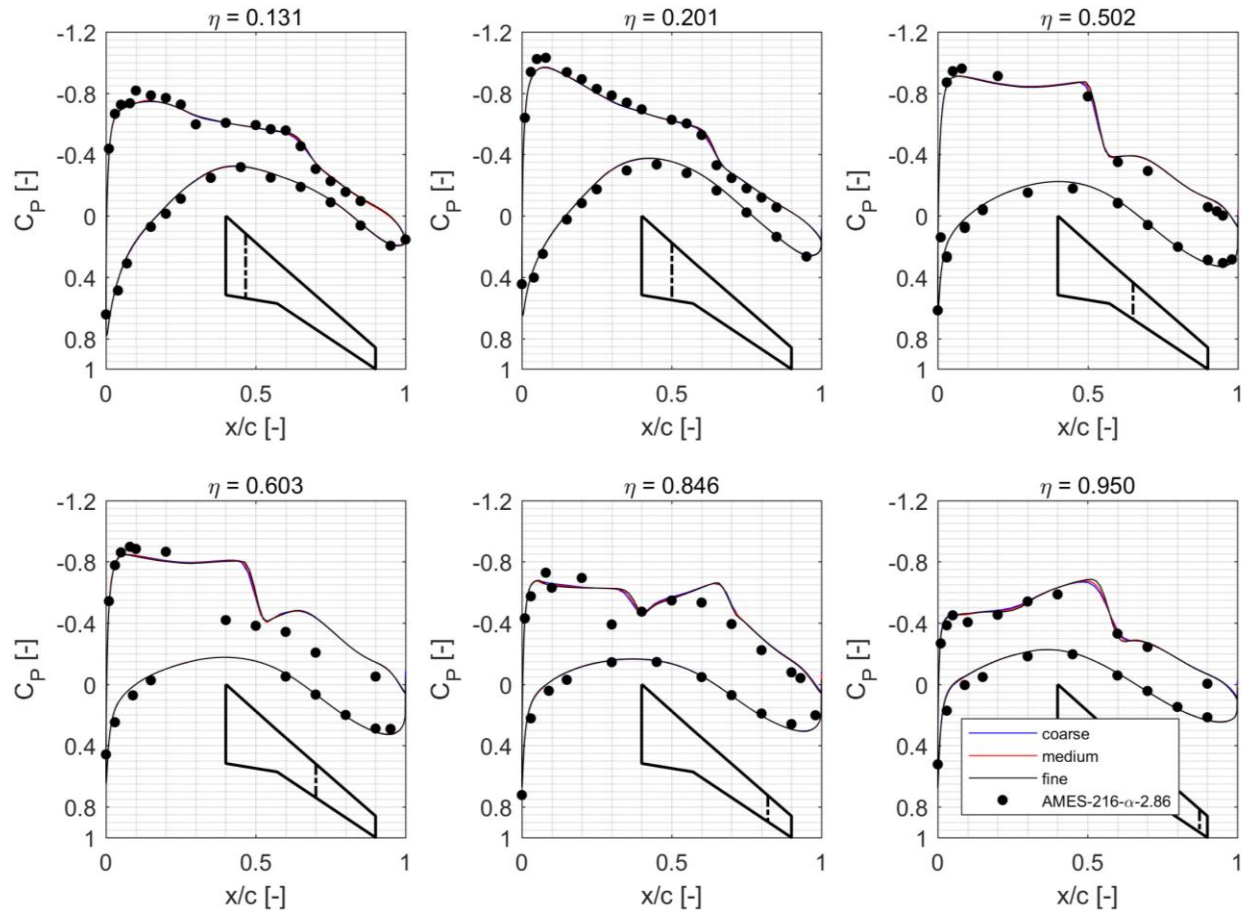 η = 0.131
η = 0.201
η = 0.502
-1.2
-0.8
-0.4
0
0.4
0.8
1
C_P [-]
0
0.5
1
x/c [-]
-1.2
-0.8
-0.4
0
0.4
0.8
1
C_P [-]
0
0.5
1
x/c [-]
-1.2
-0.8
-0.4
0
0.4
0.8
1
C_P [-]
0
0.5
1
x/c [-]
η = 0.603
η = 0.846
η = 0.950
-1.2
-0.8
-0.4
0
0.4
0.8
1
C_P [-]
0
0.5
1
x/c [-]
-1.2
-0.8
-0.4
0
0.4
0.8
1
C_P [-]
0
0.5
1
x/c [-]
-1.2
-0.8
-0.4
0
0.4
0.8
1
C_P [-]
coarse
medium
fine
AMES-216-α-2.86
0
0.5
1
x/c [-]